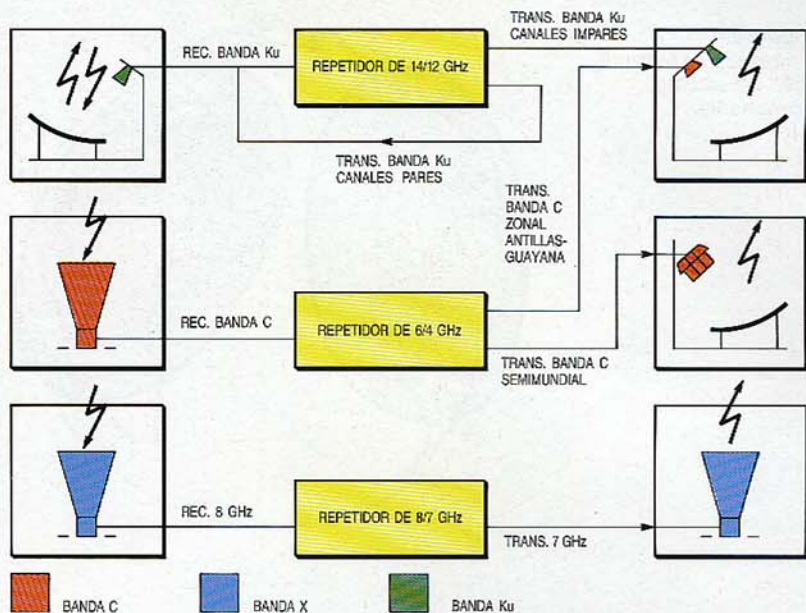 TRANS. BANDA Ku
CANALES IMPARES
REC. BANDA Ku
REPETIDOR DE 14/12 GHz
TRANS. BANDA Ku
CANALES PARES
TRANS.
BANDA C
ZONAL
ANTILLAS-
GUAYANA
REC. BANDA C
REPETIDOR DE 6/4 GHz
TRANS. BANDA C
SEMIMUNDIAL
REC. 8 GHz
REPETIDOR DE 8/7 GHz
TRANS. 7 GHz
BANDA C
BANDA X
BANDA Ku